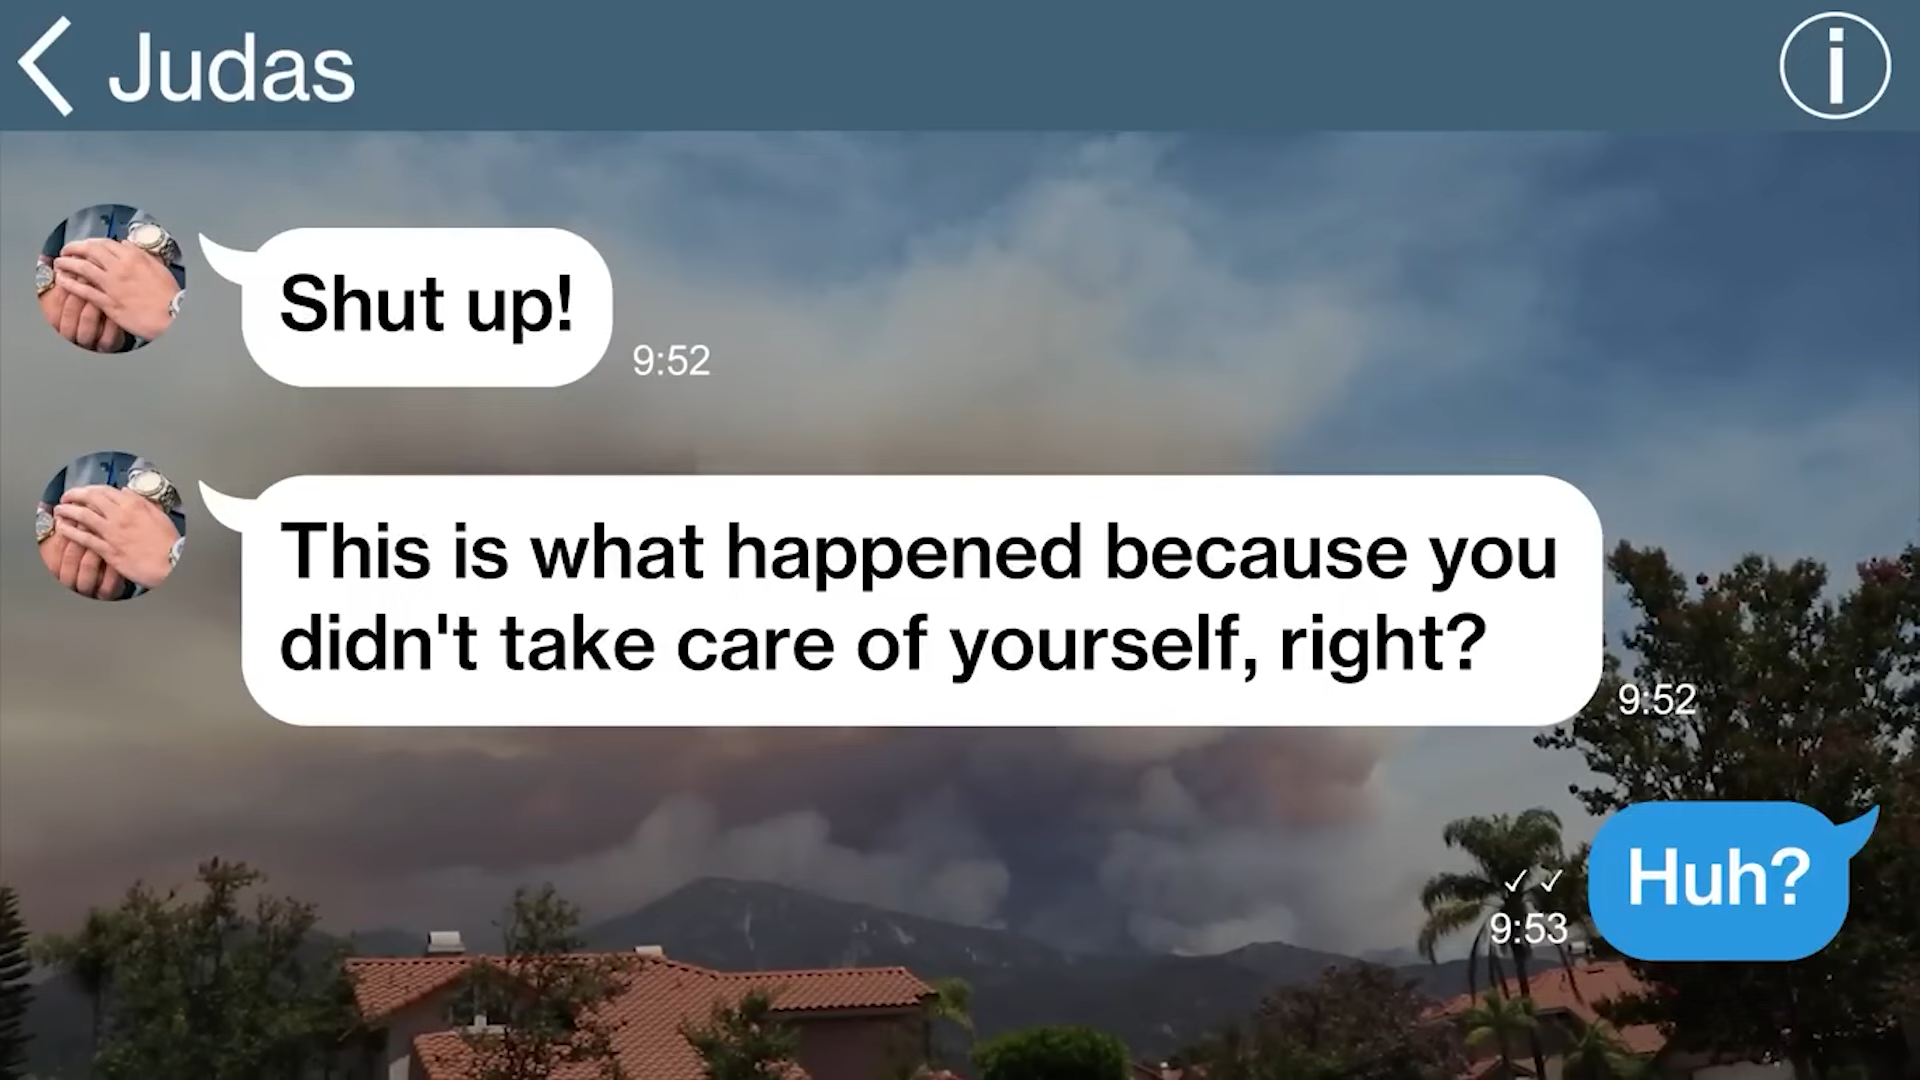 Judas
Shut up!
9:52
This is what happened because you
didn't take care of yourself, right?
9:52
Huh?
9:53